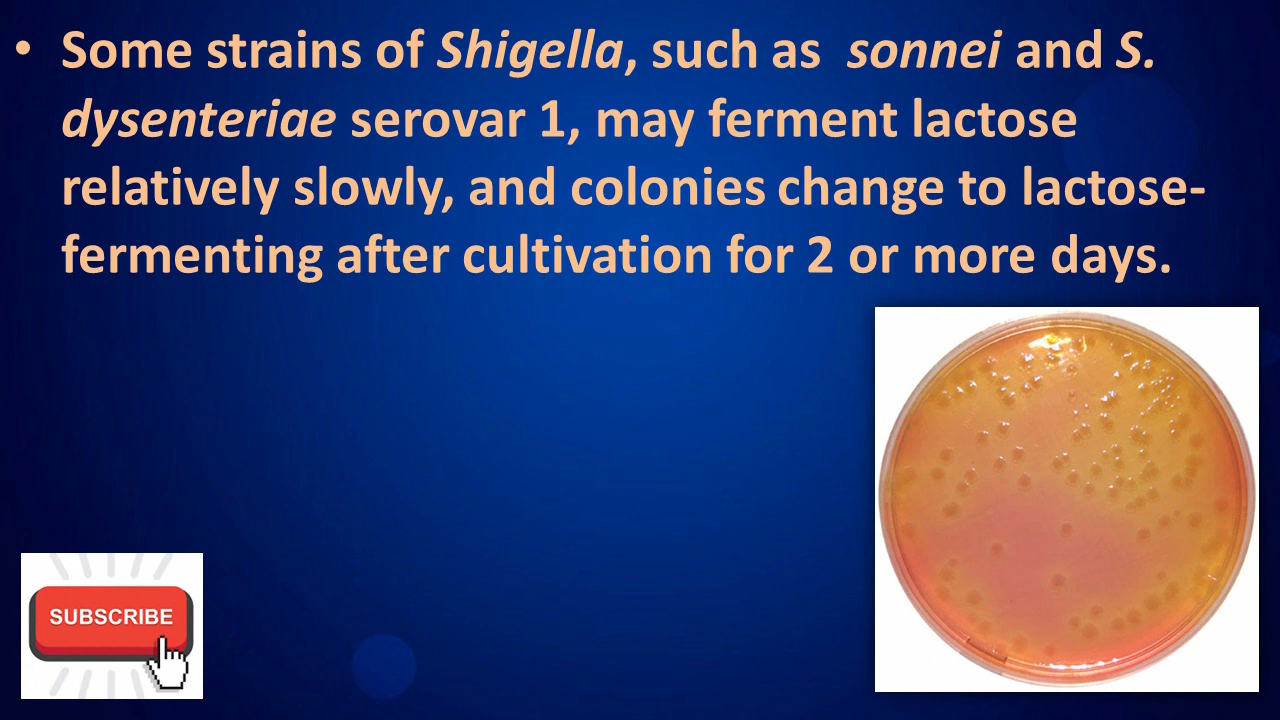 • Some strains of Shigella, such as sonnei and S.
dysenteriae serovar 1, may ferment lactose
relatively slowly, and colonies change to lactose-
fermenting after cultivation for 2 or more days.
SUBSCRIBE